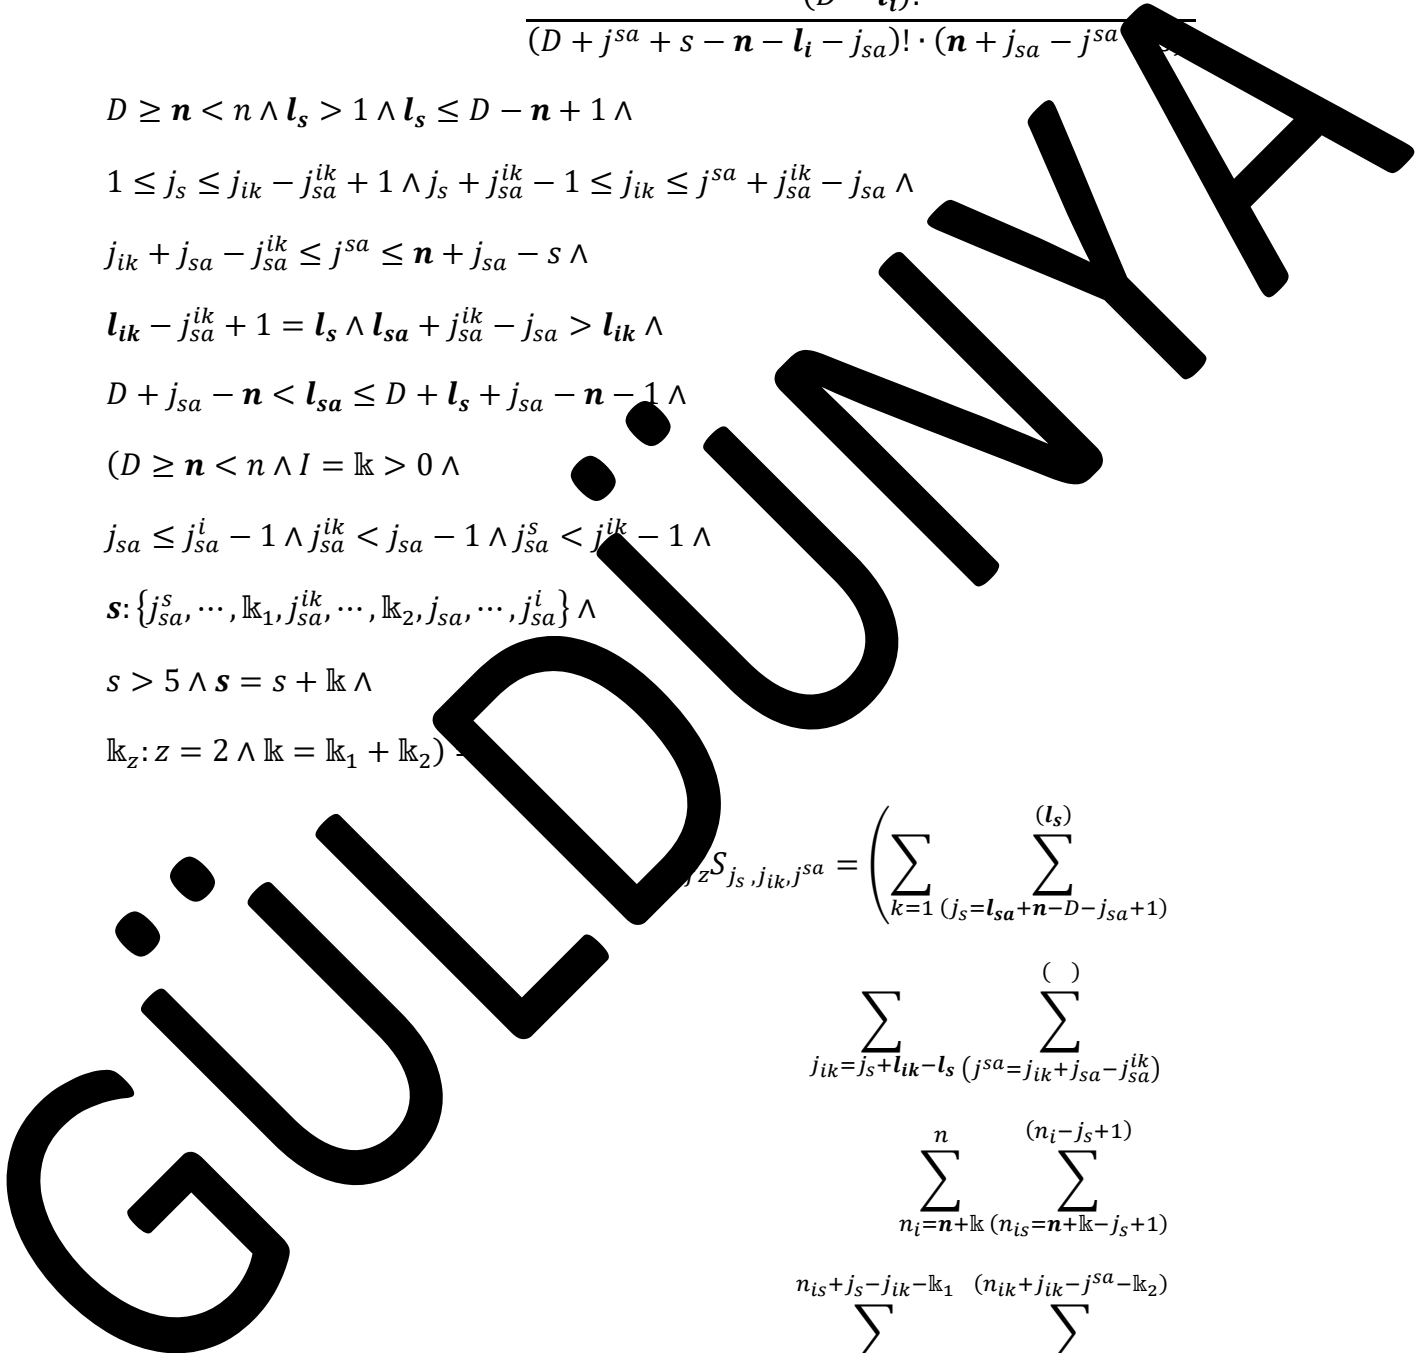 (D − l_i)!
(D + j^{sa} + s − n − l_i − j_{sa})! · (n + j_{sa} − j^{sa}
D ≥ n < n ∧ l_s > 1 ∧ l_s ≤ D − n + 1 ∧
1 ≤ j_s ≤ j_{ik} − j_{sa}^{ik} + 1 ∧ j_s + j_{sa}^{ik} − 1 ≤ j_{ik} ≤ j^{sa} + j_{sa}^{ik} − j_{sa} ∧
j_{ik} + j_{sa} − j_{sa}^{ik} ≤ j^{sa} ≤ n + j_{sa} − s ∧
l_{ik} − j_{sa}^{ik} + 1 = l_s ∧ l_{sa} + j_{sa}^{ik} − j_{sa} > l_{ik} ∧
D + j_{sa} − n < l_{sa} ≤ D + l_s + j_{sa} − n − 1 ∧
(D ≥ n < n ∧ I = 𝕜 > 0 ∧
j_{sa} ≤ j_{sa}^{i} − 1 ∧ j_{sa}^{ik} < j_{sa} − 1 ∧ j_{sa}^{s} < j^{ik} − 1 ∧
s: {j_{sa}^{s}, ⋯, 𝕜_1, j_{sa}^{ik}, ⋯, 𝕜_2, j_{sa}, ⋯, j_{sa}^{i}} ∧
s > 5 ∧ s = s + 𝕜 ∧
𝕜_z: z = 2 ∧ 𝕜 = 𝕜_1 + 𝕜_2)
_z S_{j_s, j_{ik}, j^{sa}} = ( ∑_{k=1} ∑_{(j_s=l_{sa}+n−D−j_{sa}+1)}^{(l_s)}
∑_{j_{ik}=j_s+l_{ik}−l_s} ∑_{(j^{sa}=j_{ik}+j_{sa}−j_{sa}^{ik})}^{( )}
∑_{n_i=n+𝕜}^{n} ∑_{(n_{is}=n+𝕜−j_s+1)}^{(n_i−j_s+1)}
∑^{n_{is}+j_s−j_{ik}−𝕜_1} ∑^{(n_{ik}+j_{ik}−j^{sa}−𝕜_2)}
GÜLDÜNYA